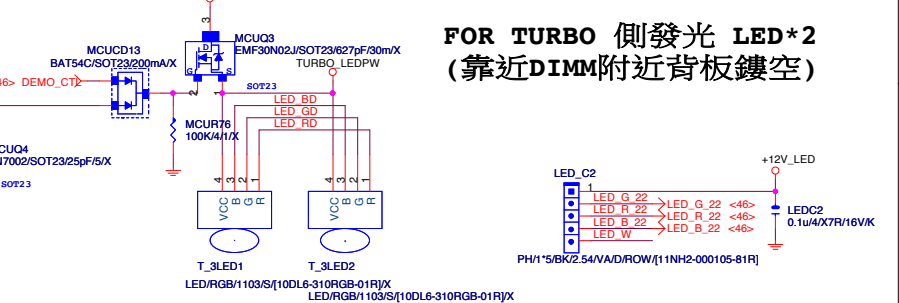 FOR TURBO 側發光 LED*2
(靠近DIMM附近背板鏤空)
3
MCUQ3
EMF30N02J/SOT23/627pF/30m/X
MCUCD13
BAT54C/SOT23/200mA/X
TURBO_LEDPW
D
G
S
SOT23
46> DEMO_CT2
2
1
LED_BD
LED_GD
LED_RD
MCUR76
100K/4/1/X
CUQ4
N7002/SOT23/25pF/5/X
SOT23
4 3 2 1
VCC B G R
4 3 2 1
VCC B G R
T_3LED1
T_3LED2
LED/RGB/1103/S/[10DL6-310RGB-01R]/X
LED/RGB/1103/S/[10DL6-310RGB-01R]/X
+12V_LED
LED_C2
1
LED_G_22
LED_G_22 <46>
LED_R_22
LED_R_22 <46>
LED_B_22
LED_B_22 <46>
LED_W
LEDC2
0.1u/4/X7R/16V/K
PH/1*5/BK/2.54/VA/D/ROW/[11NH2-000105-81R]